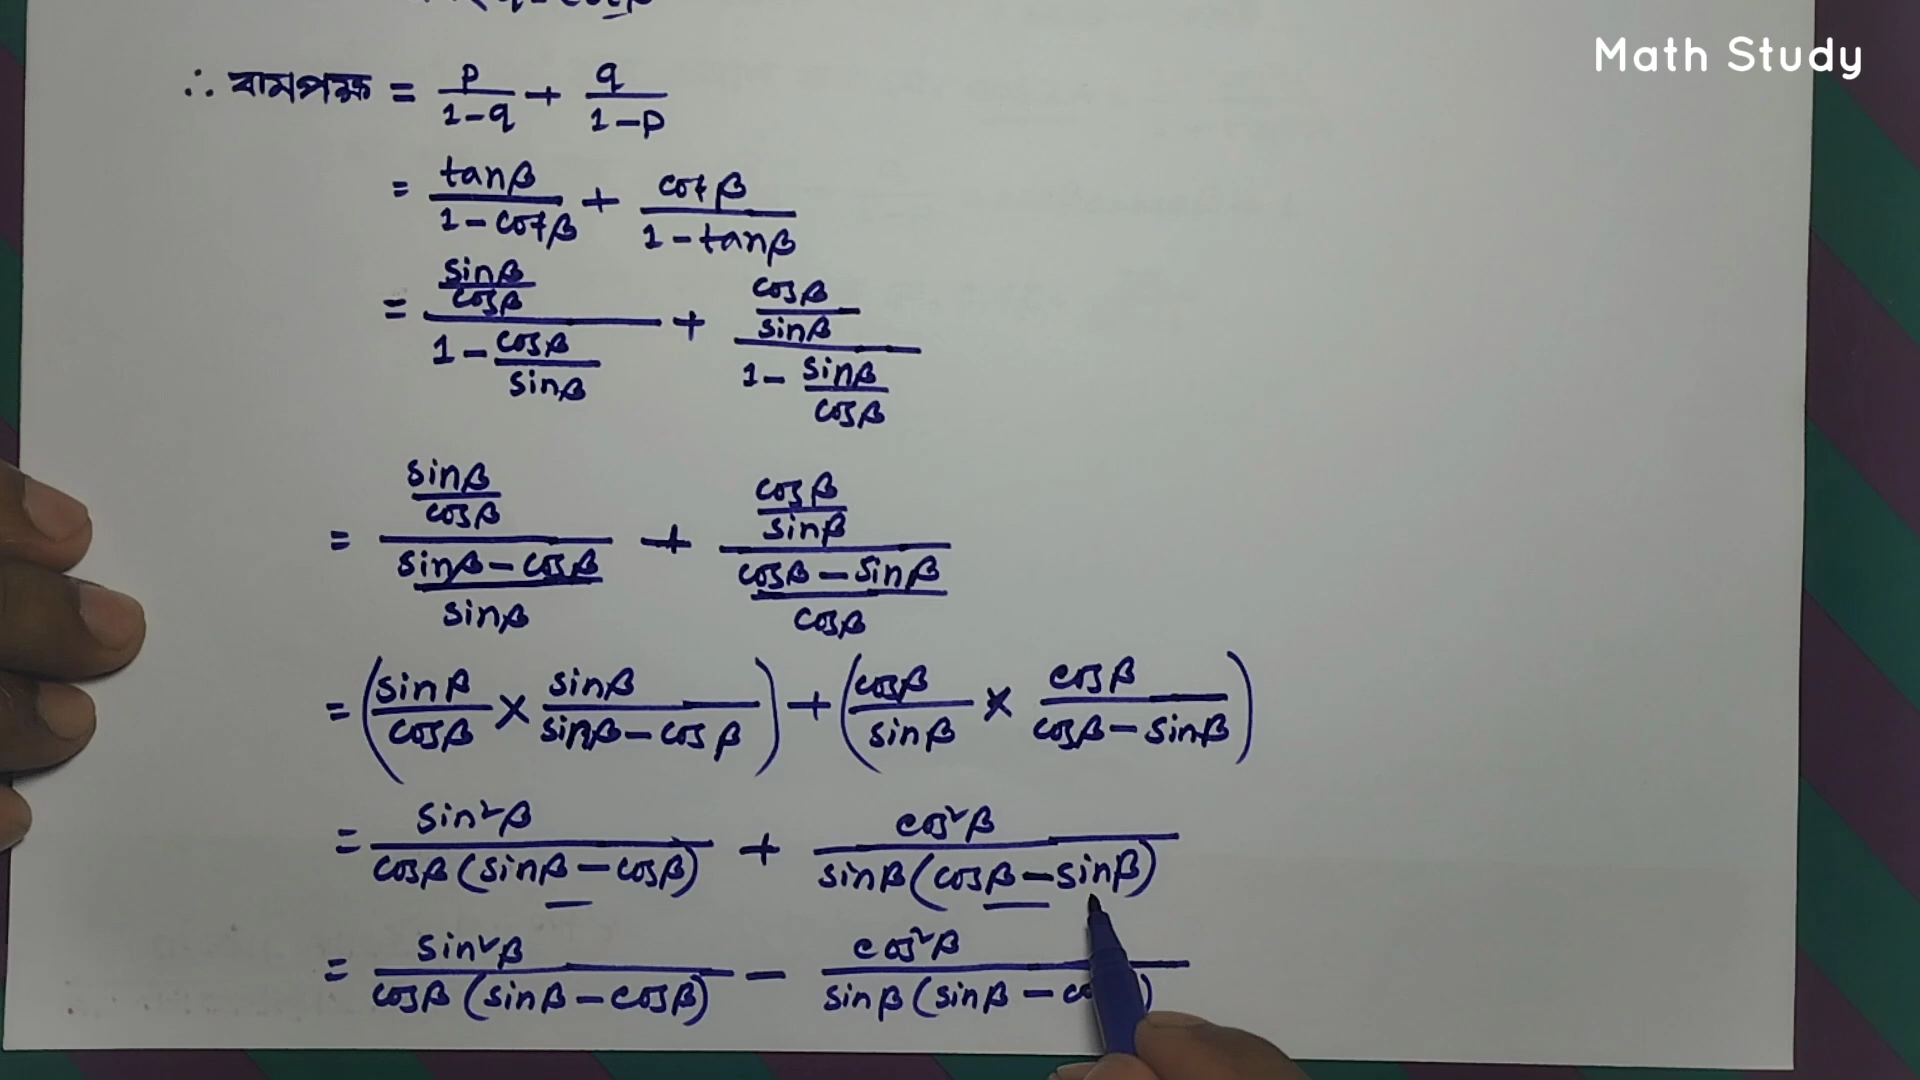 Math Study
∴ বামপক্ষ = p/(1-q) + q/(1-p)
= tanβ/(1-cotβ) + cotβ/(1-tanβ)
= (sinβ/cosβ)/(1-cosβ/sinβ) + (cosβ/sinβ)/(1-sinβ/cosβ)
= (sinβ/cosβ)/((sinβ-cosβ)/sinβ) + (cosβ/sinβ)/((cosβ-sinβ)/cosβ)
= (sinβ/cosβ × sinβ/(sinβ-cosβ)) + (cosβ/sinβ × cosβ/(cosβ-sinβ))
= sin²β/(cosβ(sinβ-cosβ)) + cos²β/(sinβ(cosβ-sinβ))
= sin²β/(cosβ(sinβ-cosβ)) - cos²β/(sinβ(sinβ-co)